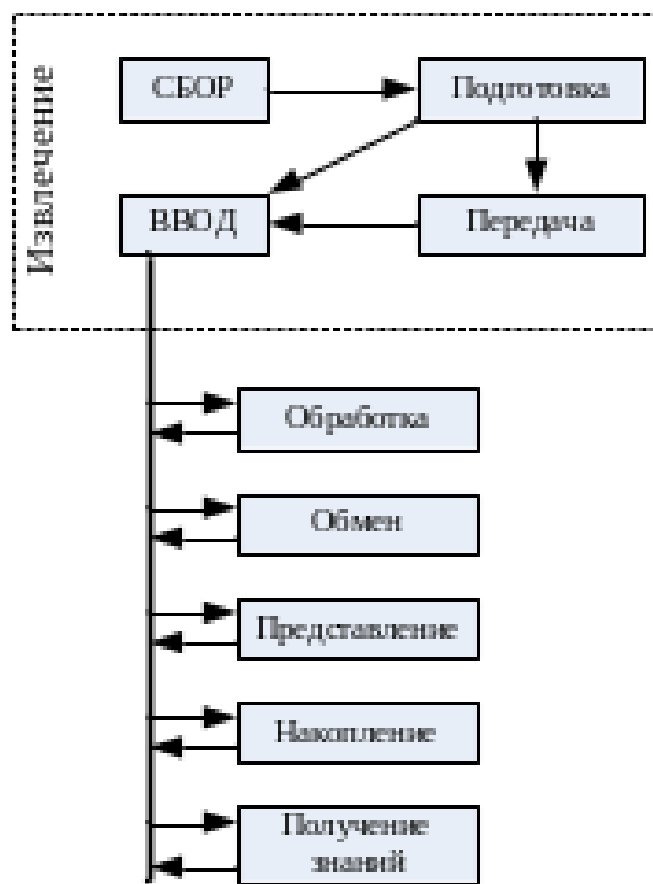 Извлечение
СБОР
Подготовка
ВВОД
Передача
Обработка
Обмен
Представление
Накопление
Получение
знаний